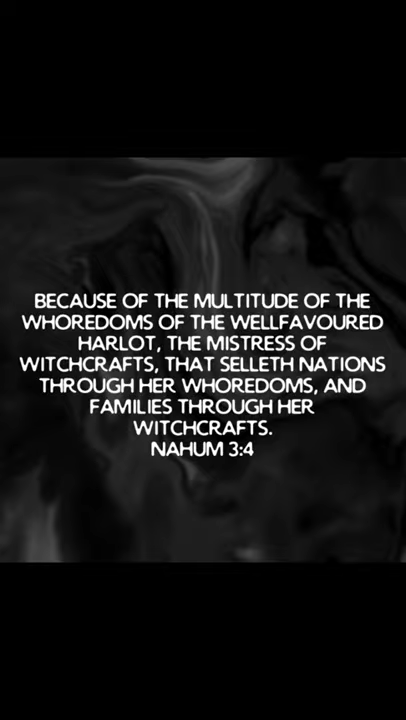 BECAUSE OF THE MULTITUDE OF THE
WHOREDOMS OF THE WELLFAVOURED
HARLOT, THE MISTRESS OF
WITCHCRAFTS, THAT SELLETH NATIONS
THROUGH HER WHOREDOMS, AND
FAMILIES THROUGH HER
WITCHCRAFTS.
NAHUM 3:4